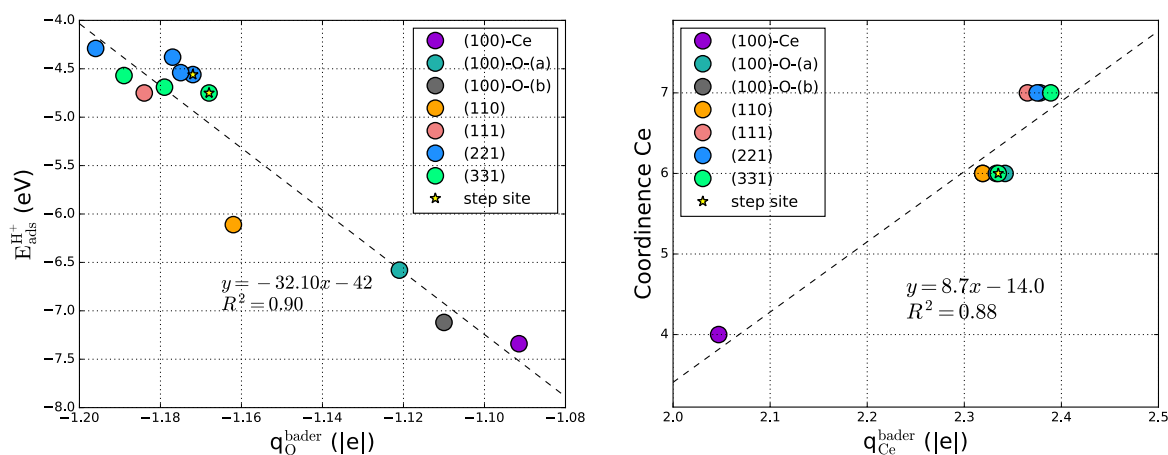 −4.0
−4.5
−5.0
−5.5
−6.0
−6.5
−7.0
−7.5
−8.0
E_ads^H⁺ (eV)
−1.20 −1.18 −1.16 −1.14 −1.12 −1.10 −1.08
q_O^bader (|e|)
(100)-Ce
(100)-O-(a)
(100)-O-(b)
(110)
(111)
(221)
(331)
step site
y = −32.10x − 42
R² = 0.90
7
6
5
4
Coordinence Ce
2.0 2.1 2.2 2.3 2.4 2.5
q_Ce^bader (|e|)
(100)-Ce
(100)-O-(a)
(100)-O-(b)
(110)
(111)
(221)
(331)
step site
y = 8.7x − 14.0
R² = 0.88